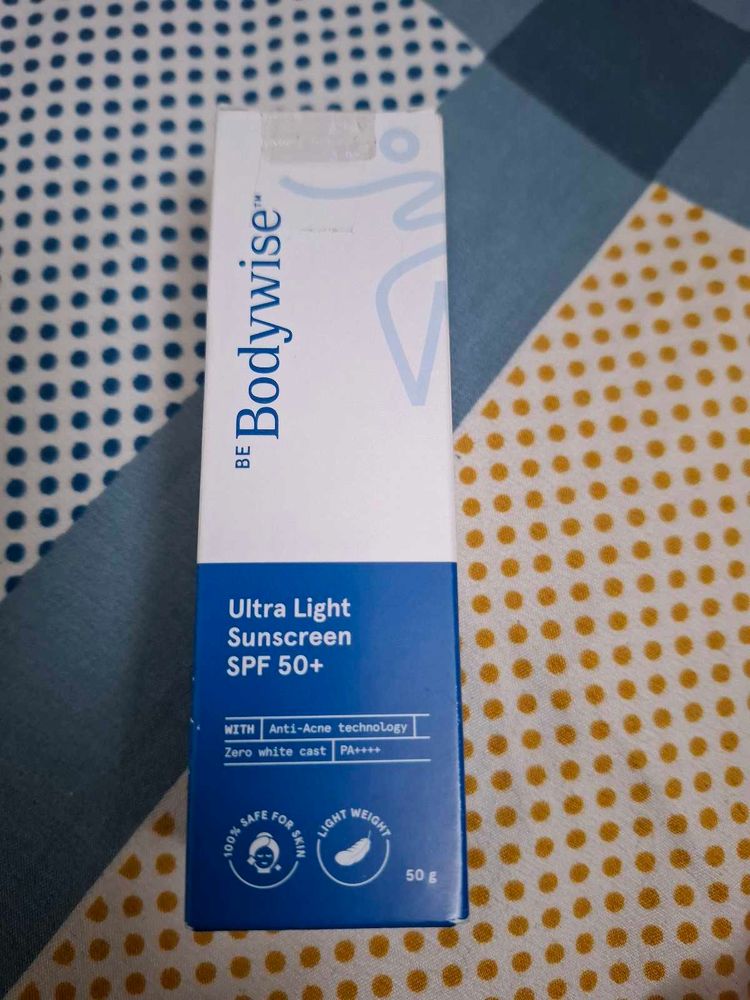 BE Bodywise™
Ultra Light
Sunscreen
SPF 50+
WITH Anti-Acne technology
Zero white cast PA++++
100% SAFE FOR SKIN
LIGHT WEIGHT
50 g